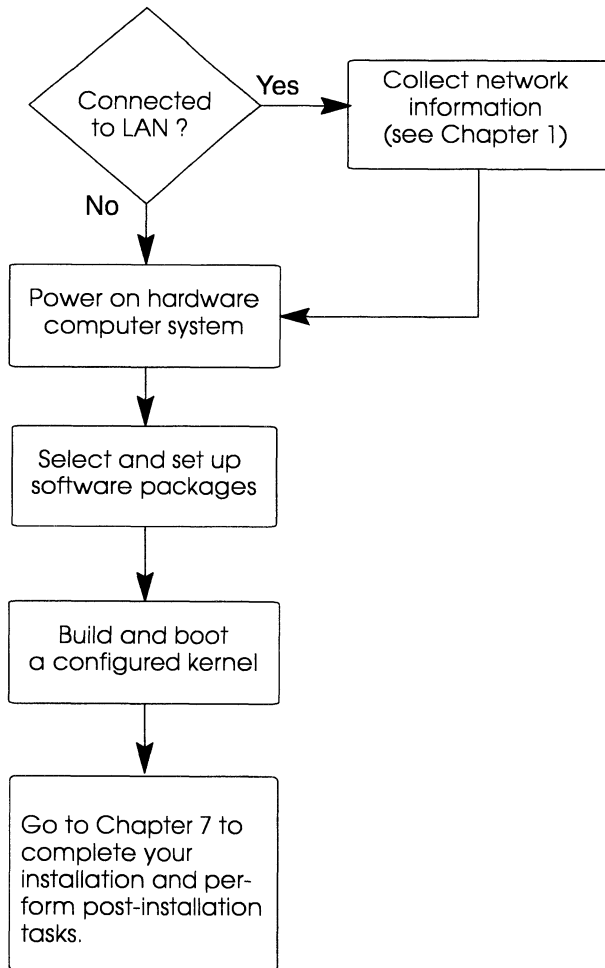 Connected
to LAN ?
Yes
Collect network
information
(see Chapter 1)
No
Power on hardware
computer system
Select and set up
software packages
Build and boot
a configured kernel
Go to Chapter 7 to
complete your
installation and per-
form post-installation
tasks.